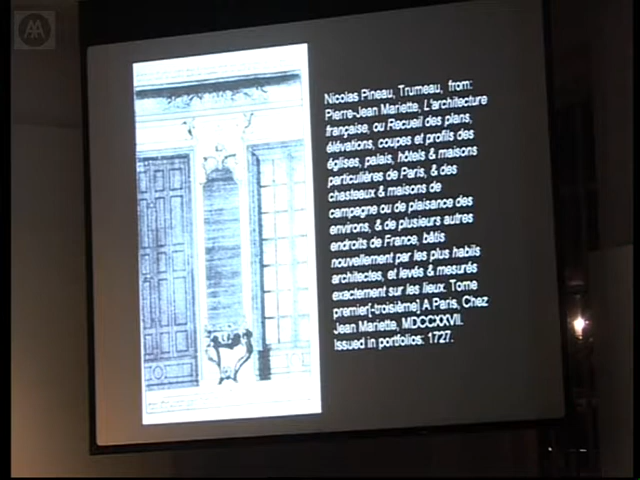 AA
Nicolas Pineau, Trumeau, from:
Pierre-Jean Mariette, L'architecture
française, ou Recueil des plans,
élévations, coupes et profils des
églises, palais, hôtels & maisons
particulières de Paris, & des
chasteaux & maisons de
campagne ou de plaisance des
environs, & de plusieurs autres
endroits de France, bâtis
nouvellement par les plus habils
architectes, et levés & mesurés
exactement sur les lieux. Tome
premier[-troisième] A Paris, Chez
Jean Mariette, MDCCXXVII.
Issued in portfolios: 1727.